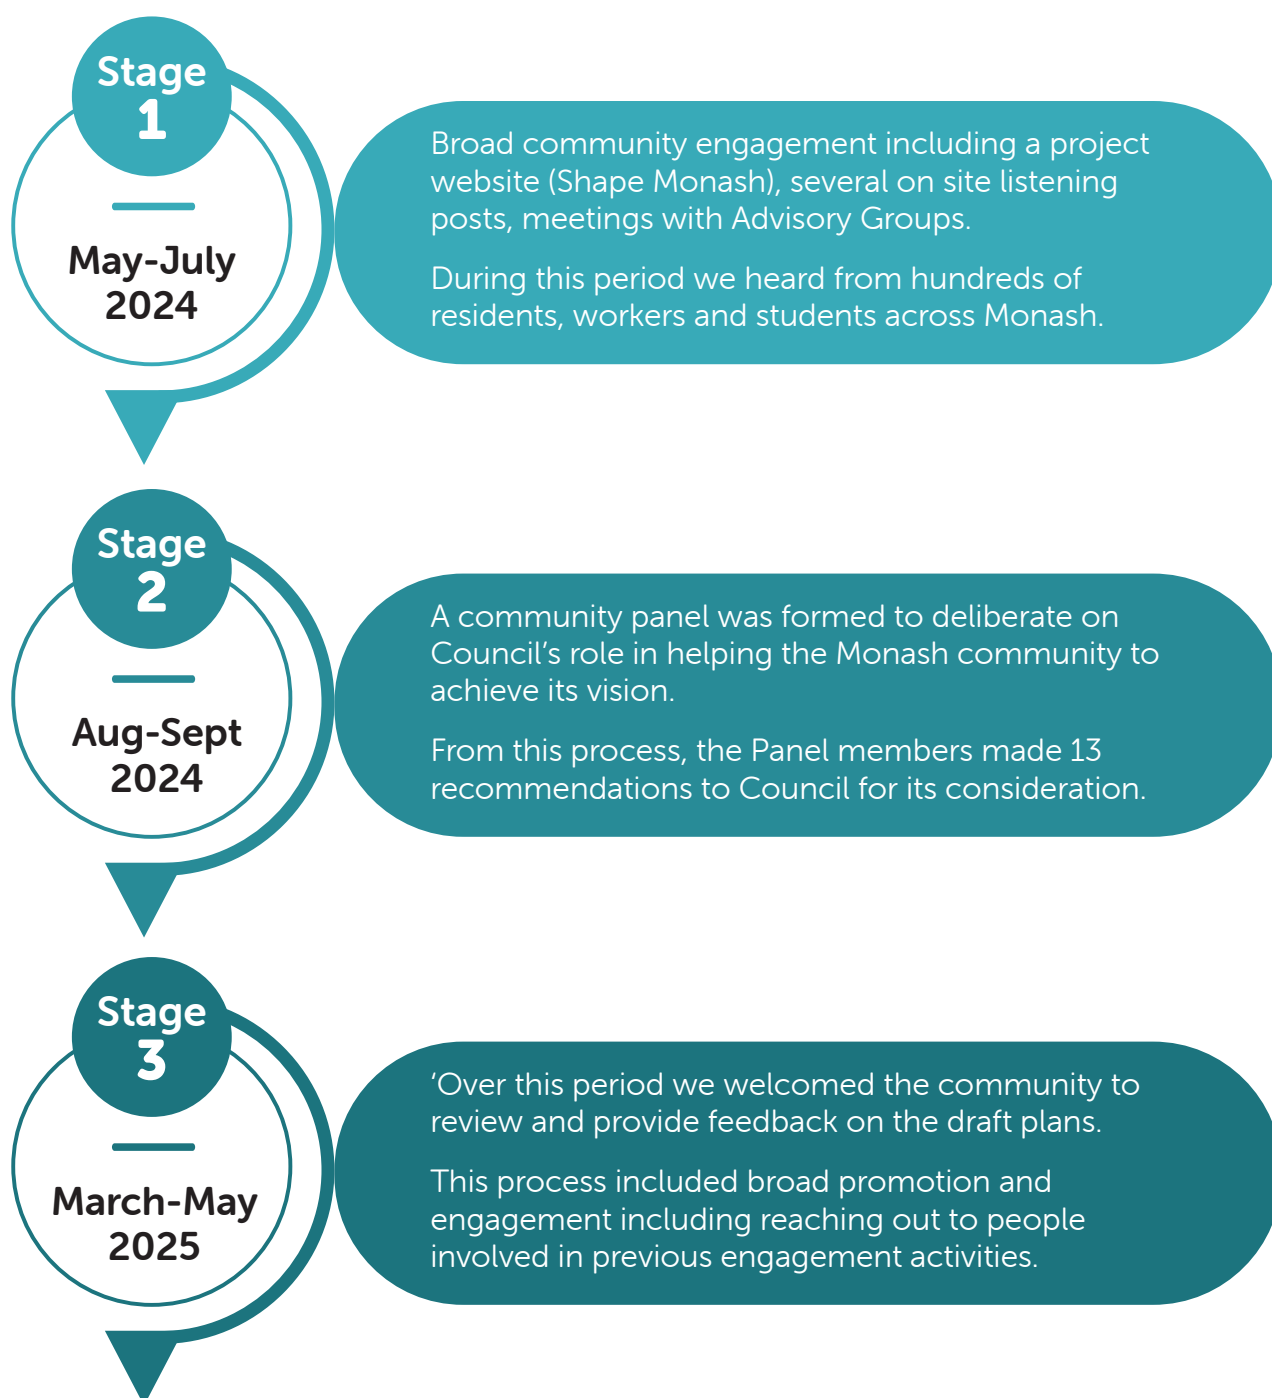 Stage
1
May-July
2024
Broad community engagement including a project
website (Shape Monash), several on site listening
posts, meetings with Advisory Groups.
During this period we heard from hundreds of
residents, workers and students across Monash.
Stage
2
Aug-Sept
2024
A community panel was formed to deliberate on
Council’s role in helping the Monash community to
achieve its vision.
From this process, the Panel members made 13
recommendations to Council for its consideration.
Stage
3
March-May
2025
‘Over this period we welcomed the community to
review and provide feedback on the draft plans.
This process included broad promotion and
engagement including reaching out to people
involved in previous engagement activities.